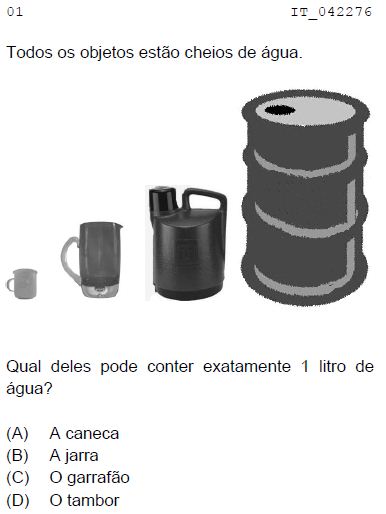 01 IT_042276
Todos os objetos estão cheios de água.
Qual deles pode conter exatamente 1 litro de
água?
(A) A caneca
(B) A jarra
(C) O garrafão
(D) O tambor